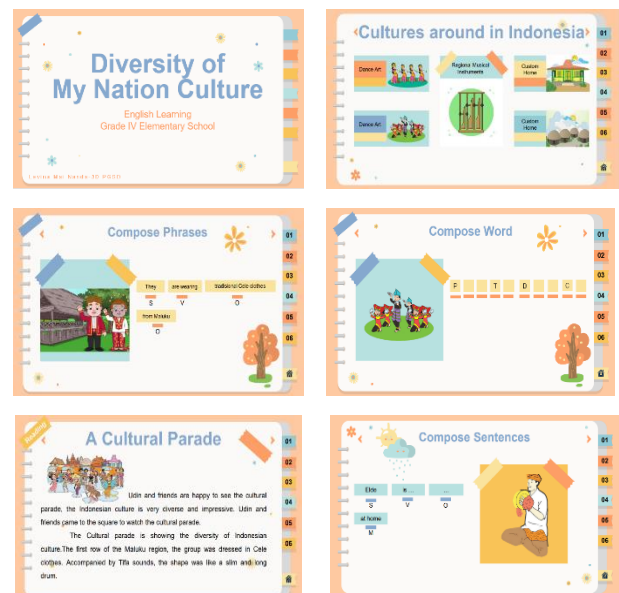 Diversity of
My Nation Culture
English Learning
Grade IV Elementary School
Cultures around in Indonesia
Dance Art
Regional Musical
Instruments
Custom
Home
Dance Art
Custom
Home
01
02
03
04
05
06
Compose Phrases
They
are wearing
traditional Cele clothes
S
V
O
from Maluku
O
01
02
03
04
05
06
Compose Word
P T D C
01
02
03
04
05
06
Reading
A Cultural Parade
Udin and friends are happy to see the cultural
parade, the Indonesian culture is very diverse and impressive. Udin and
friends came to the square to watch the cultural parade.
The Cultural parade is showing the diversity of Indonesian
culture.The first row of the Maluku region, the group was dressed in Cele
clothes. Accompanied by Tifa sounds, the shape was like a slim and long
drum.
01
02
03
04
05
06
Compose Sentences
Edo
is ...
...
S
V
O
at home
M
01
02
03
04
05
06